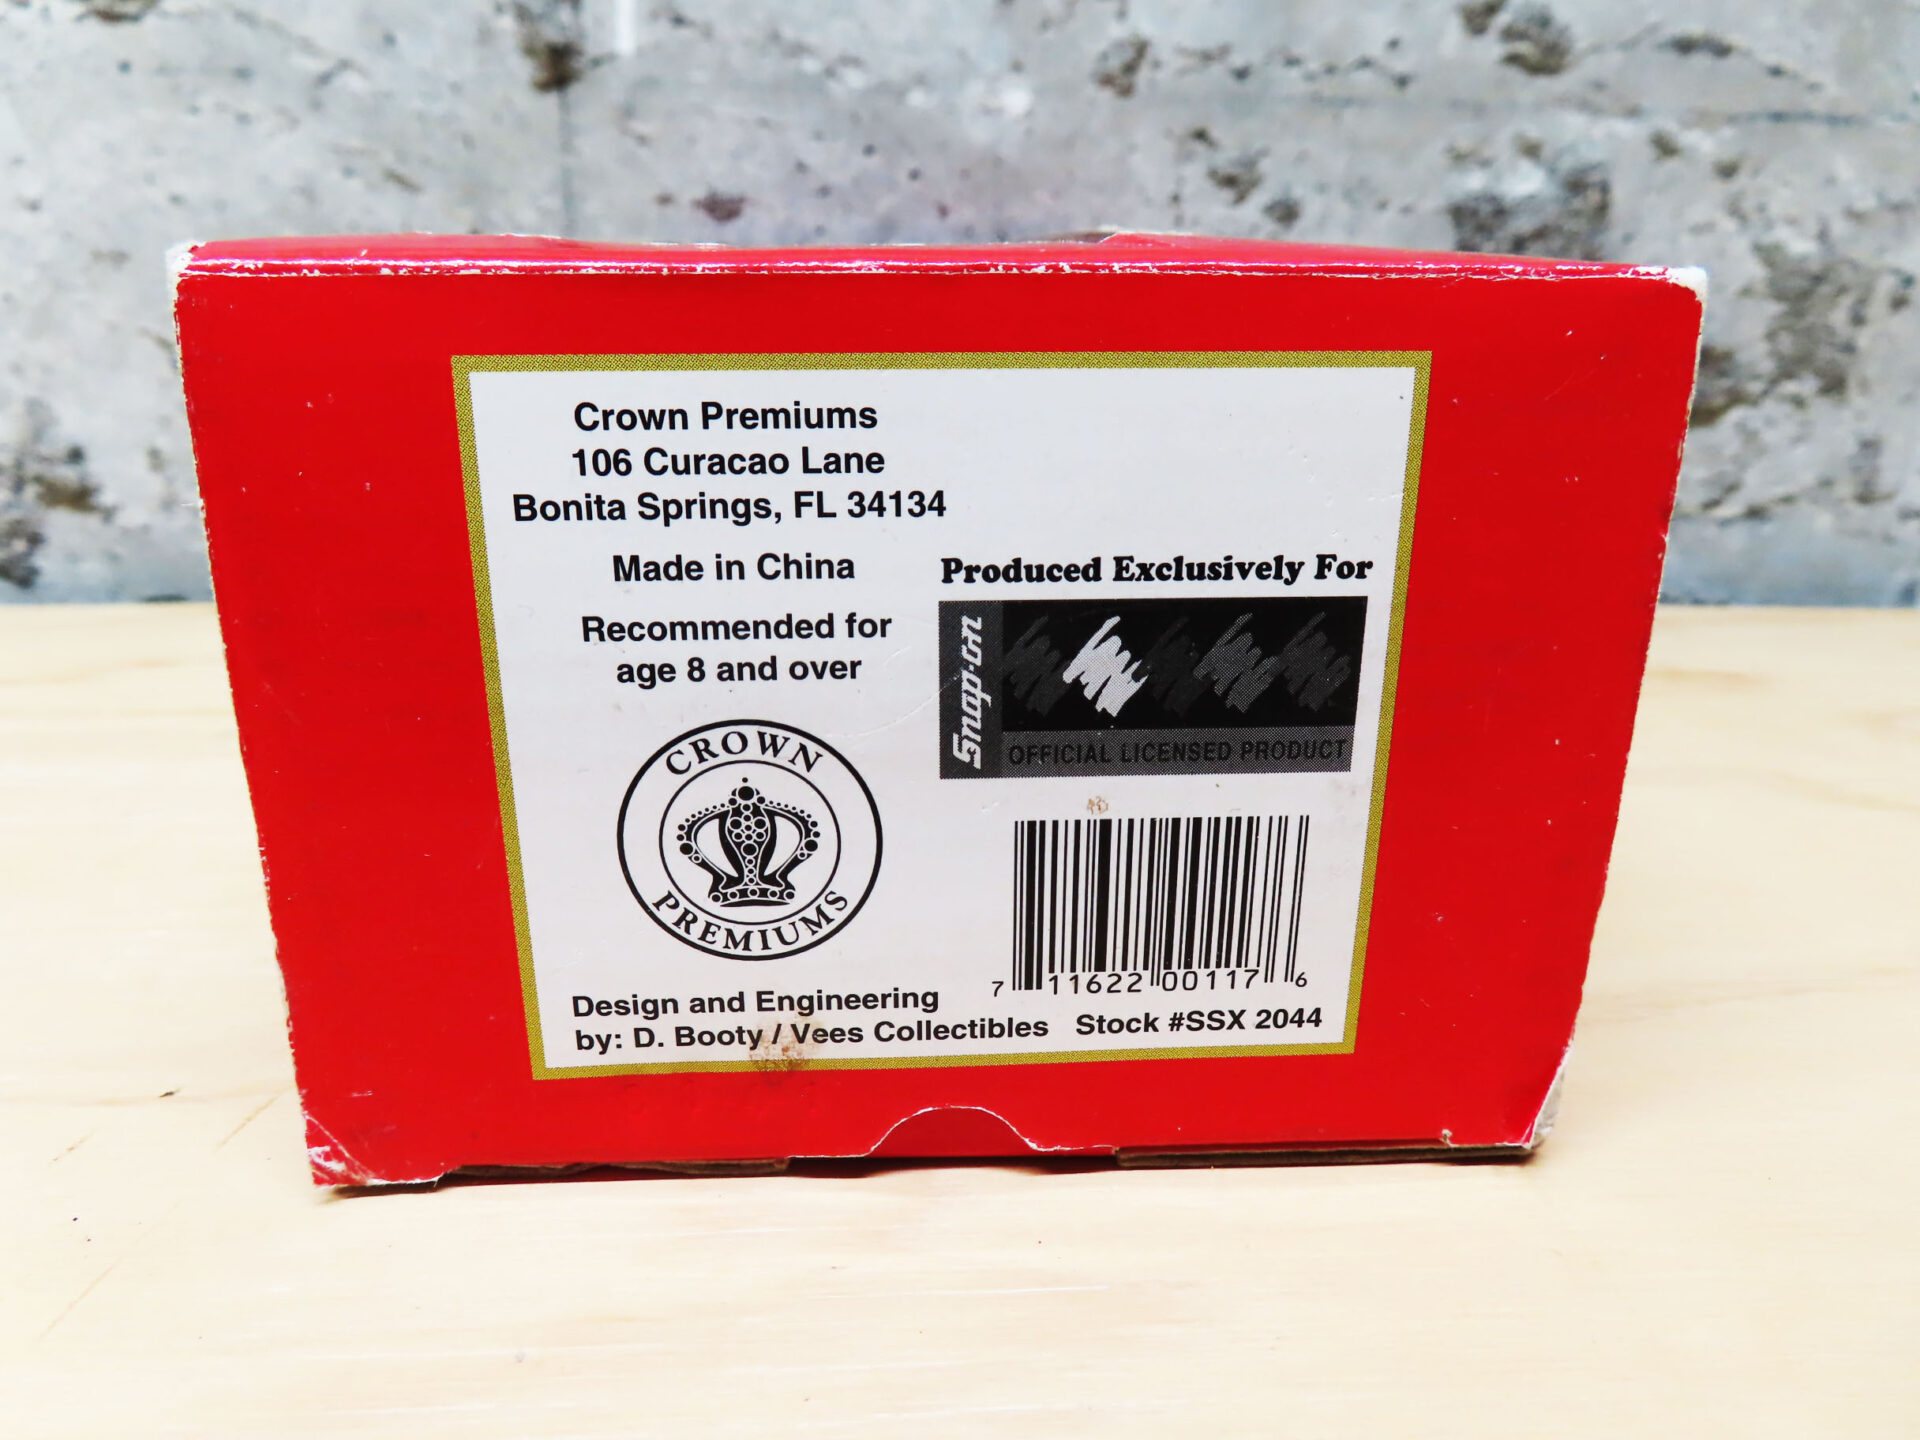 Crown Premiums
106 Curacao Lane
Bonita Springs, FL 34134
Made in China
Recommended for
age 8 and over
CROWN
PREMIUMS
Design and Engineering
by: D. Booty / Vees Collectibles
Produced Exclusively For
Snap-on
OFFICIAL LICENSED PRODUCT
7 11622 00117 6
Stock #SSX 2044